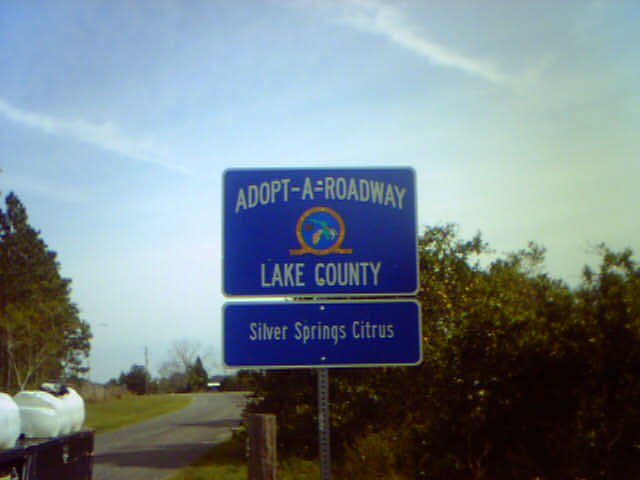 ADOPT-A-ROADWAY
LAKE COUNTY
Silver Springs Citrus